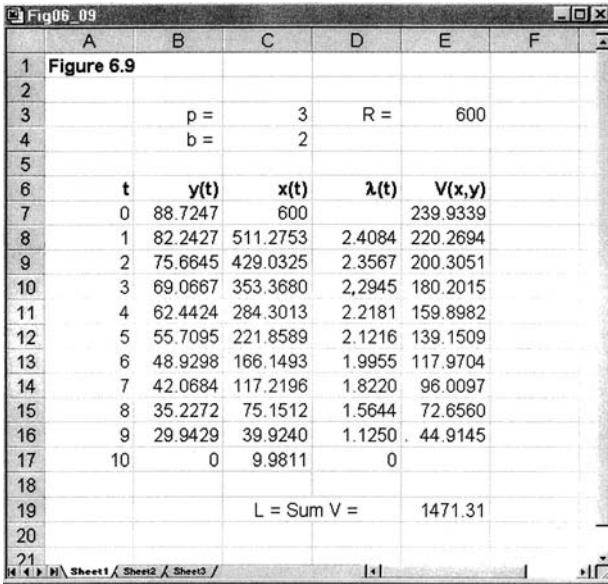 Fig06_09
A B C D E F
1 Figure 6.9
2
3 p = 3 R = 600
4 b = 2
5
6 t y(t) x(t) λ(t) V(x,y)
7 0 88.7247 600 239.9339
8 1 82.2427 511.2753 2.4084 220.2694
9 2 75.6645 429.0325 2.3567 200.3051
10 3 69.0667 353.3680 2,2945 180.2015
11 4 62.4424 284.3013 2.2181 159.8982
12 5 55.7095 221.8589 2.1216 139.1509
13 6 48.9298 166.1493 1.9955 117.9704
14 7 42.0684 117.2196 1.8220 96.0097
15 8 35.2272 75.1512 1.5644 72.6560
16 9 29.9429 39.9240 1.1250 . 44.9145
17 10 0 9.9811 0
18
19 L = Sum V = 1471.31
20
21
Sheet1 / Sheet2 / Sheet3 /